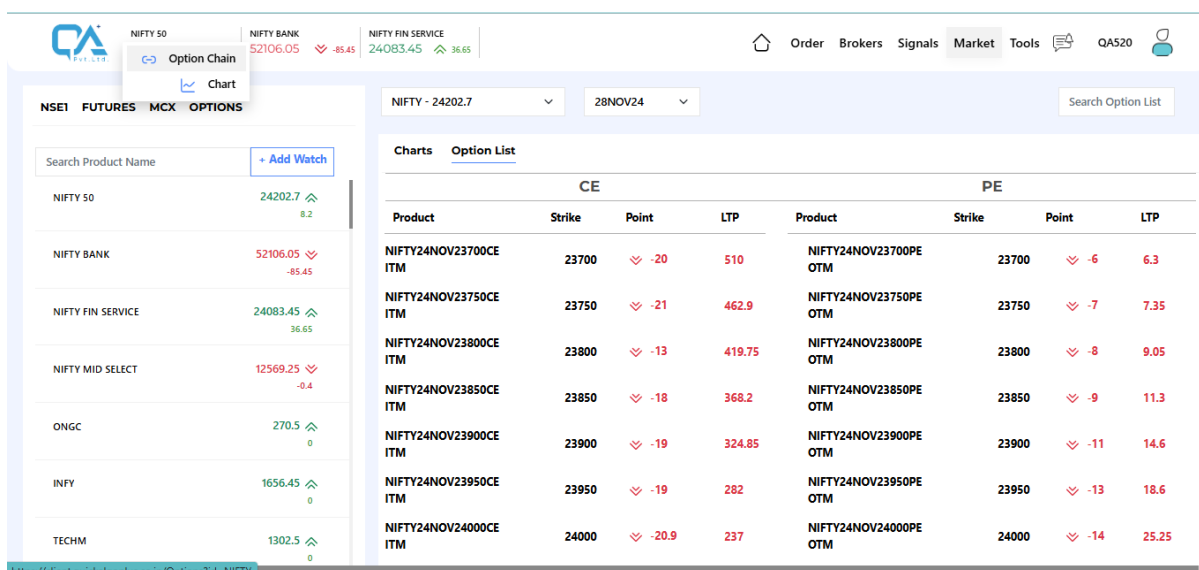 QA
Pvt.Ltd.
NIFTY 50
NIFTY BANK
52106.05 -85.45
NIFTY FIN SERVICE
24083.45 36.65
Order Brokers Signals Market Tools QA520
Option Chain
Chart
NSE1 FUTURES MCX OPTIONS
NIFTY - 24202.7
28NOV24
Search Option List
Search Product Name
+ Add Watch
NIFTY 50 24202.7
8.2
NIFTY BANK 52106.05
-85.45
NIFTY FIN SERVICE 24083.45
36.65
NIFTY MID SELECT 12569.25
-0.4
ONGC 270.5
0
INFY 1656.45
0
TECHM 1302.5
0
Charts Option List
CE PE
Product Strike Point LTP Product Strike Point LTP
NIFTY24NOV23700CE 23700 -20 510 NIFTY24NOV23700PE 23700 -6 6.3
ITM OTM
NIFTY24NOV23750CE 23750 -21 462.9 NIFTY24NOV23750PE 23750 -7 7.35
ITM OTM
NIFTY24NOV23800CE 23800 -13 419.75 NIFTY24NOV23800PE 23800 -8 9.05
ITM OTM
NIFTY24NOV23850CE 23850 -18 368.2 NIFTY24NOV23850PE 23850 -9 11.3
ITM OTM
NIFTY24NOV23900CE 23900 -19 324.85 NIFTY24NOV23900PE 23900 -11 14.6
ITM OTM
NIFTY24NOV23950CE 23950 -19 282 NIFTY24NOV23950PE 23950 -13 18.6
ITM OTM
NIFTY24NOV24000CE 24000 -20.9 237 NIFTY24NOV24000PE 24000 -14 25.25
ITM OTM